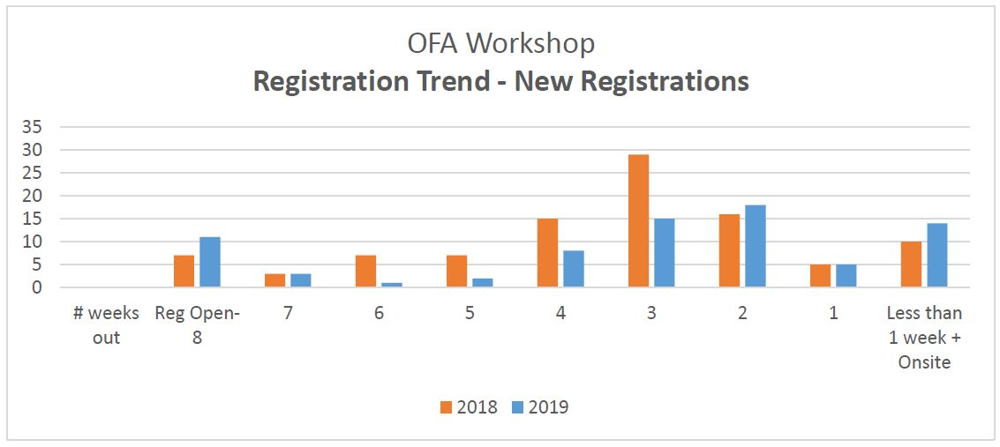 OFA Workshop
Registration Trend - New Registrations
35
30
25
20
15
10
5
0
# weeks
out
Reg Open-
8
7
6
5
4
3
2
1
Less than
1 week +
Onsite
2018
2019